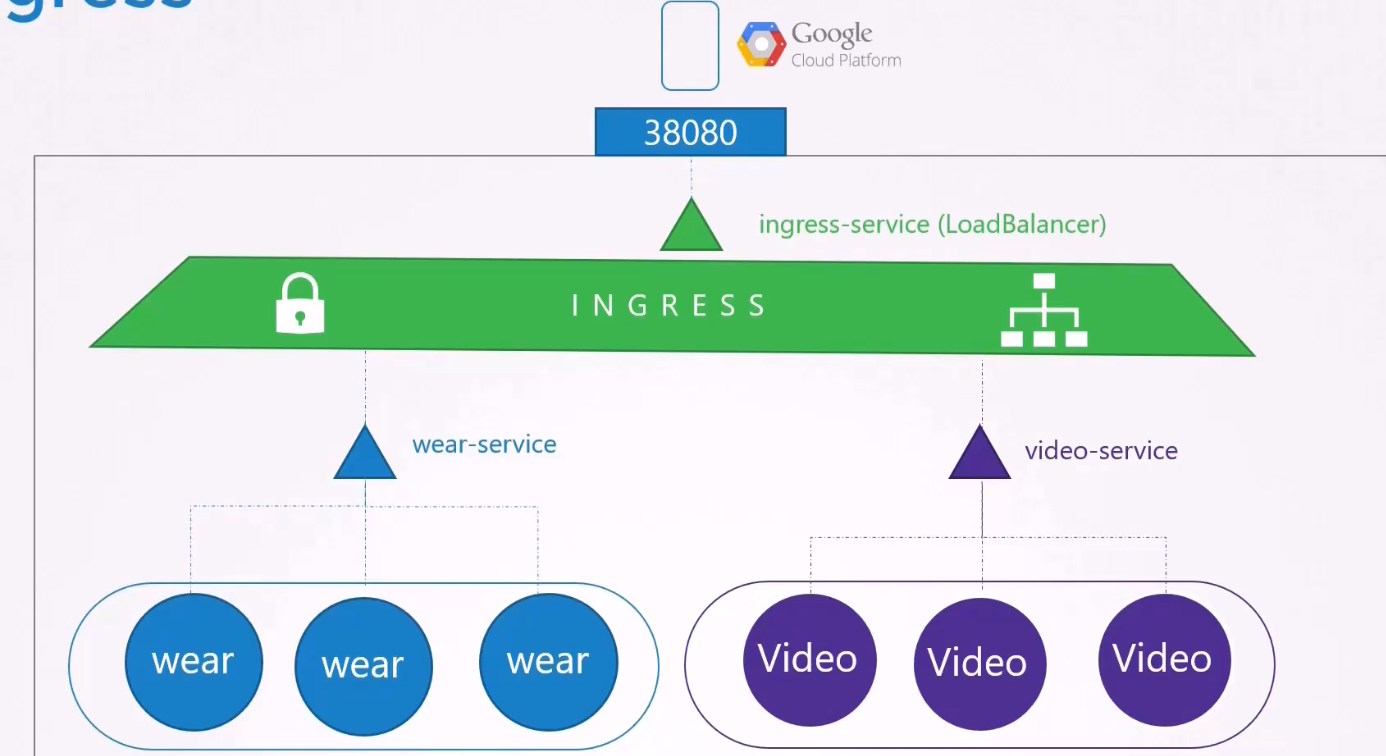 gress
Google
Cloud Platform
38080
ingress-service (LoadBalancer)
INGRESS
wear-service
video-service
wear
wear
wear
Video
Video
Video